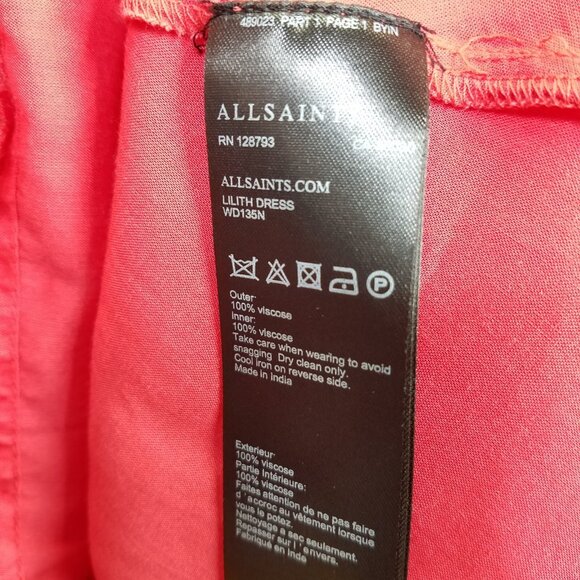 489023 PART 1 PAGE 1 BYIN
ALLSAINTS
RN 128793
ALLSAINTS.COM
LILITH DRESS
WD135N
P
Outer:
100% viscose
Inner:
100% viscose
Take care when wearing to avoid
snagging Dry clean only.
Cool iron on reverse side.
Made in India
Exterieur:
100% viscose
Partie Intérieure:
100% viscose
Faites attention de ne pas faire
d ' accroc au vêtement lorsque
vous le potez.
Nettoyage a sec seulement.
Repasser sur l ' envers.
Fabriqué en Inde